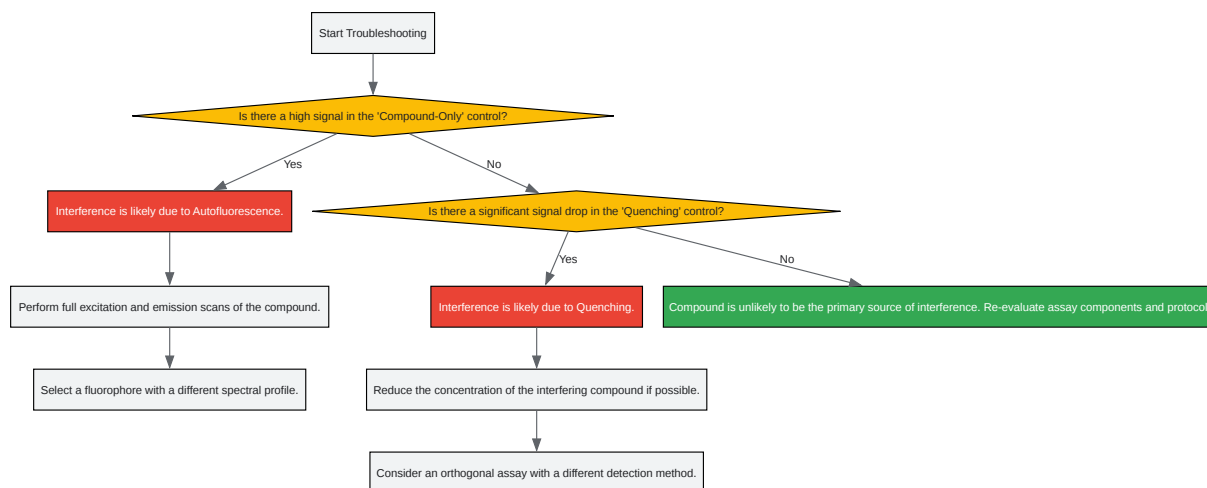 Start Troubleshooting
Is there a high signal in the 'Compound-Only' control?
Yes
No
Interference is likely due to Autofluorescence.
Is there a significant signal drop in the 'Quenching' control?
Yes
No
Perform full excitation and emission scans of the compound.
Interference is likely due to Quenching.
Compound is unlikely to be the primary source of interference. Re-evaluate assay components and protocol
Select a fluorophore with a different spectral profile.
Reduce the concentration of the interfering compound if possible.
Consider an orthogonal assay with a different detection method.